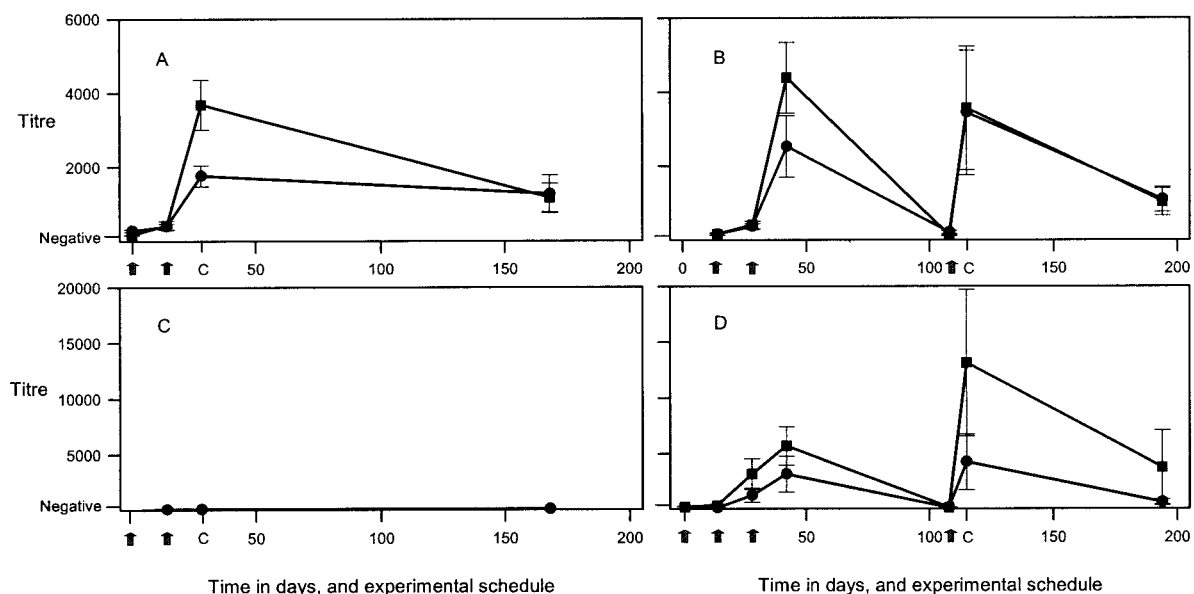 6000
A
B
4000
Titre
2000
Negative
C 50 100 150 200
0 50 100 C 150 200
20000
C
D
15000
Titre
10000
5000
Negative
C 50 100 150 200
50 100 C 150 200
Time in days, and experimental schedule
Time in days, and experimental schedule